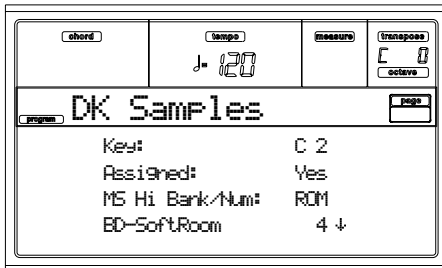 chord tempo measure transpose
♩= 120 C 0
octave
program DK Samples page
Key: C 2
Assigned: Yes
MS Hi Bank/Num: ROM
BD-SoftRoom 4 ↓